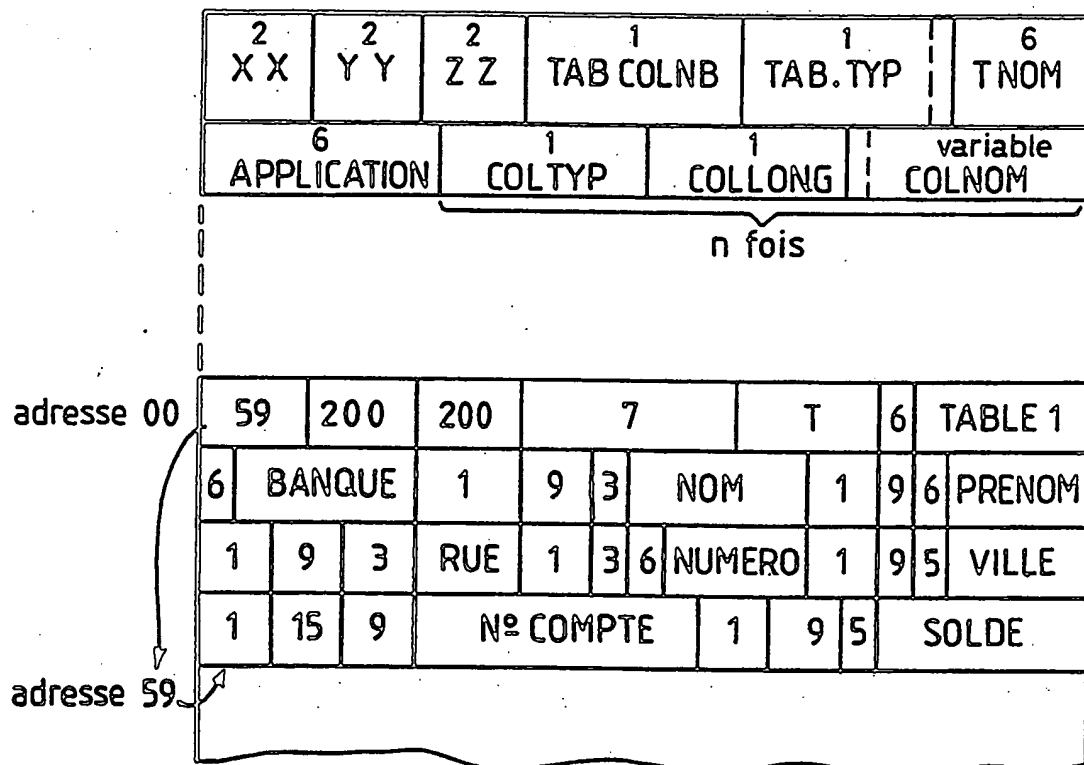 2 2 2 1 1 6
XX YY ZZ TAB COLNB TAB.TYP T NOM
6 1 1 variable
APPLICATION COLTYP COLLONG COLNOM
n fois
adresse 00 59 200 200 7 T 6 TABLE 1
6 BANQUE 1 9 3 NOM 1 9 6 PRENOM
1 9 3 RUE 1 3 6 NUMERO 1 9 5 VILLE
1 15 9 Nº COMPTE 1 9 5 SOLDE
adresse 59